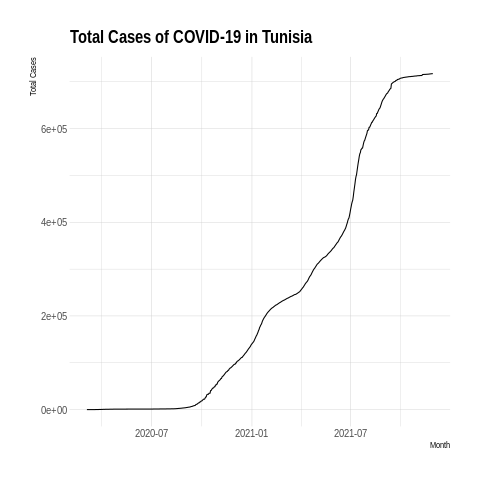 Total Cases of COVID-19 in Tunisia
Total Cases
6e+05
4e+05
2e+05
0e+00
2020-07 2021-01 2021-07
Month